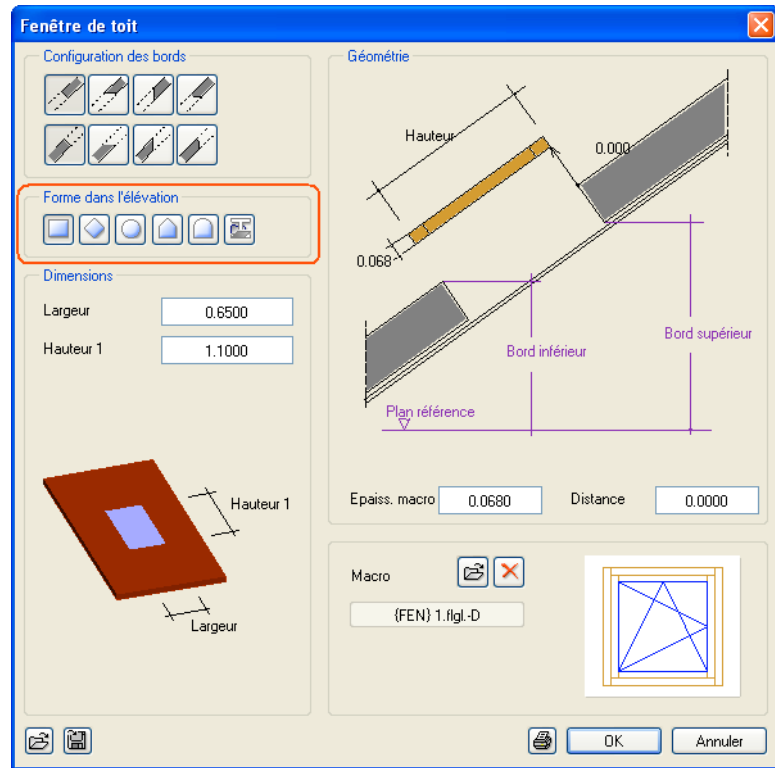 Fenêtre de toit
Configuration des bords
Forme dans l'élévation
Dimensions
Largeur 0.6500
Hauteur 1 1.1000
Hauteur 1
Largeur
Géométrie
Hauteur
0.000
0.068
Bord supérieur
Bord inférieur
Plan référence
Epaiss. macro 0.0680 Distance 0.0000
Macro
{FEN} 1.flgl.-D
OK Annuler